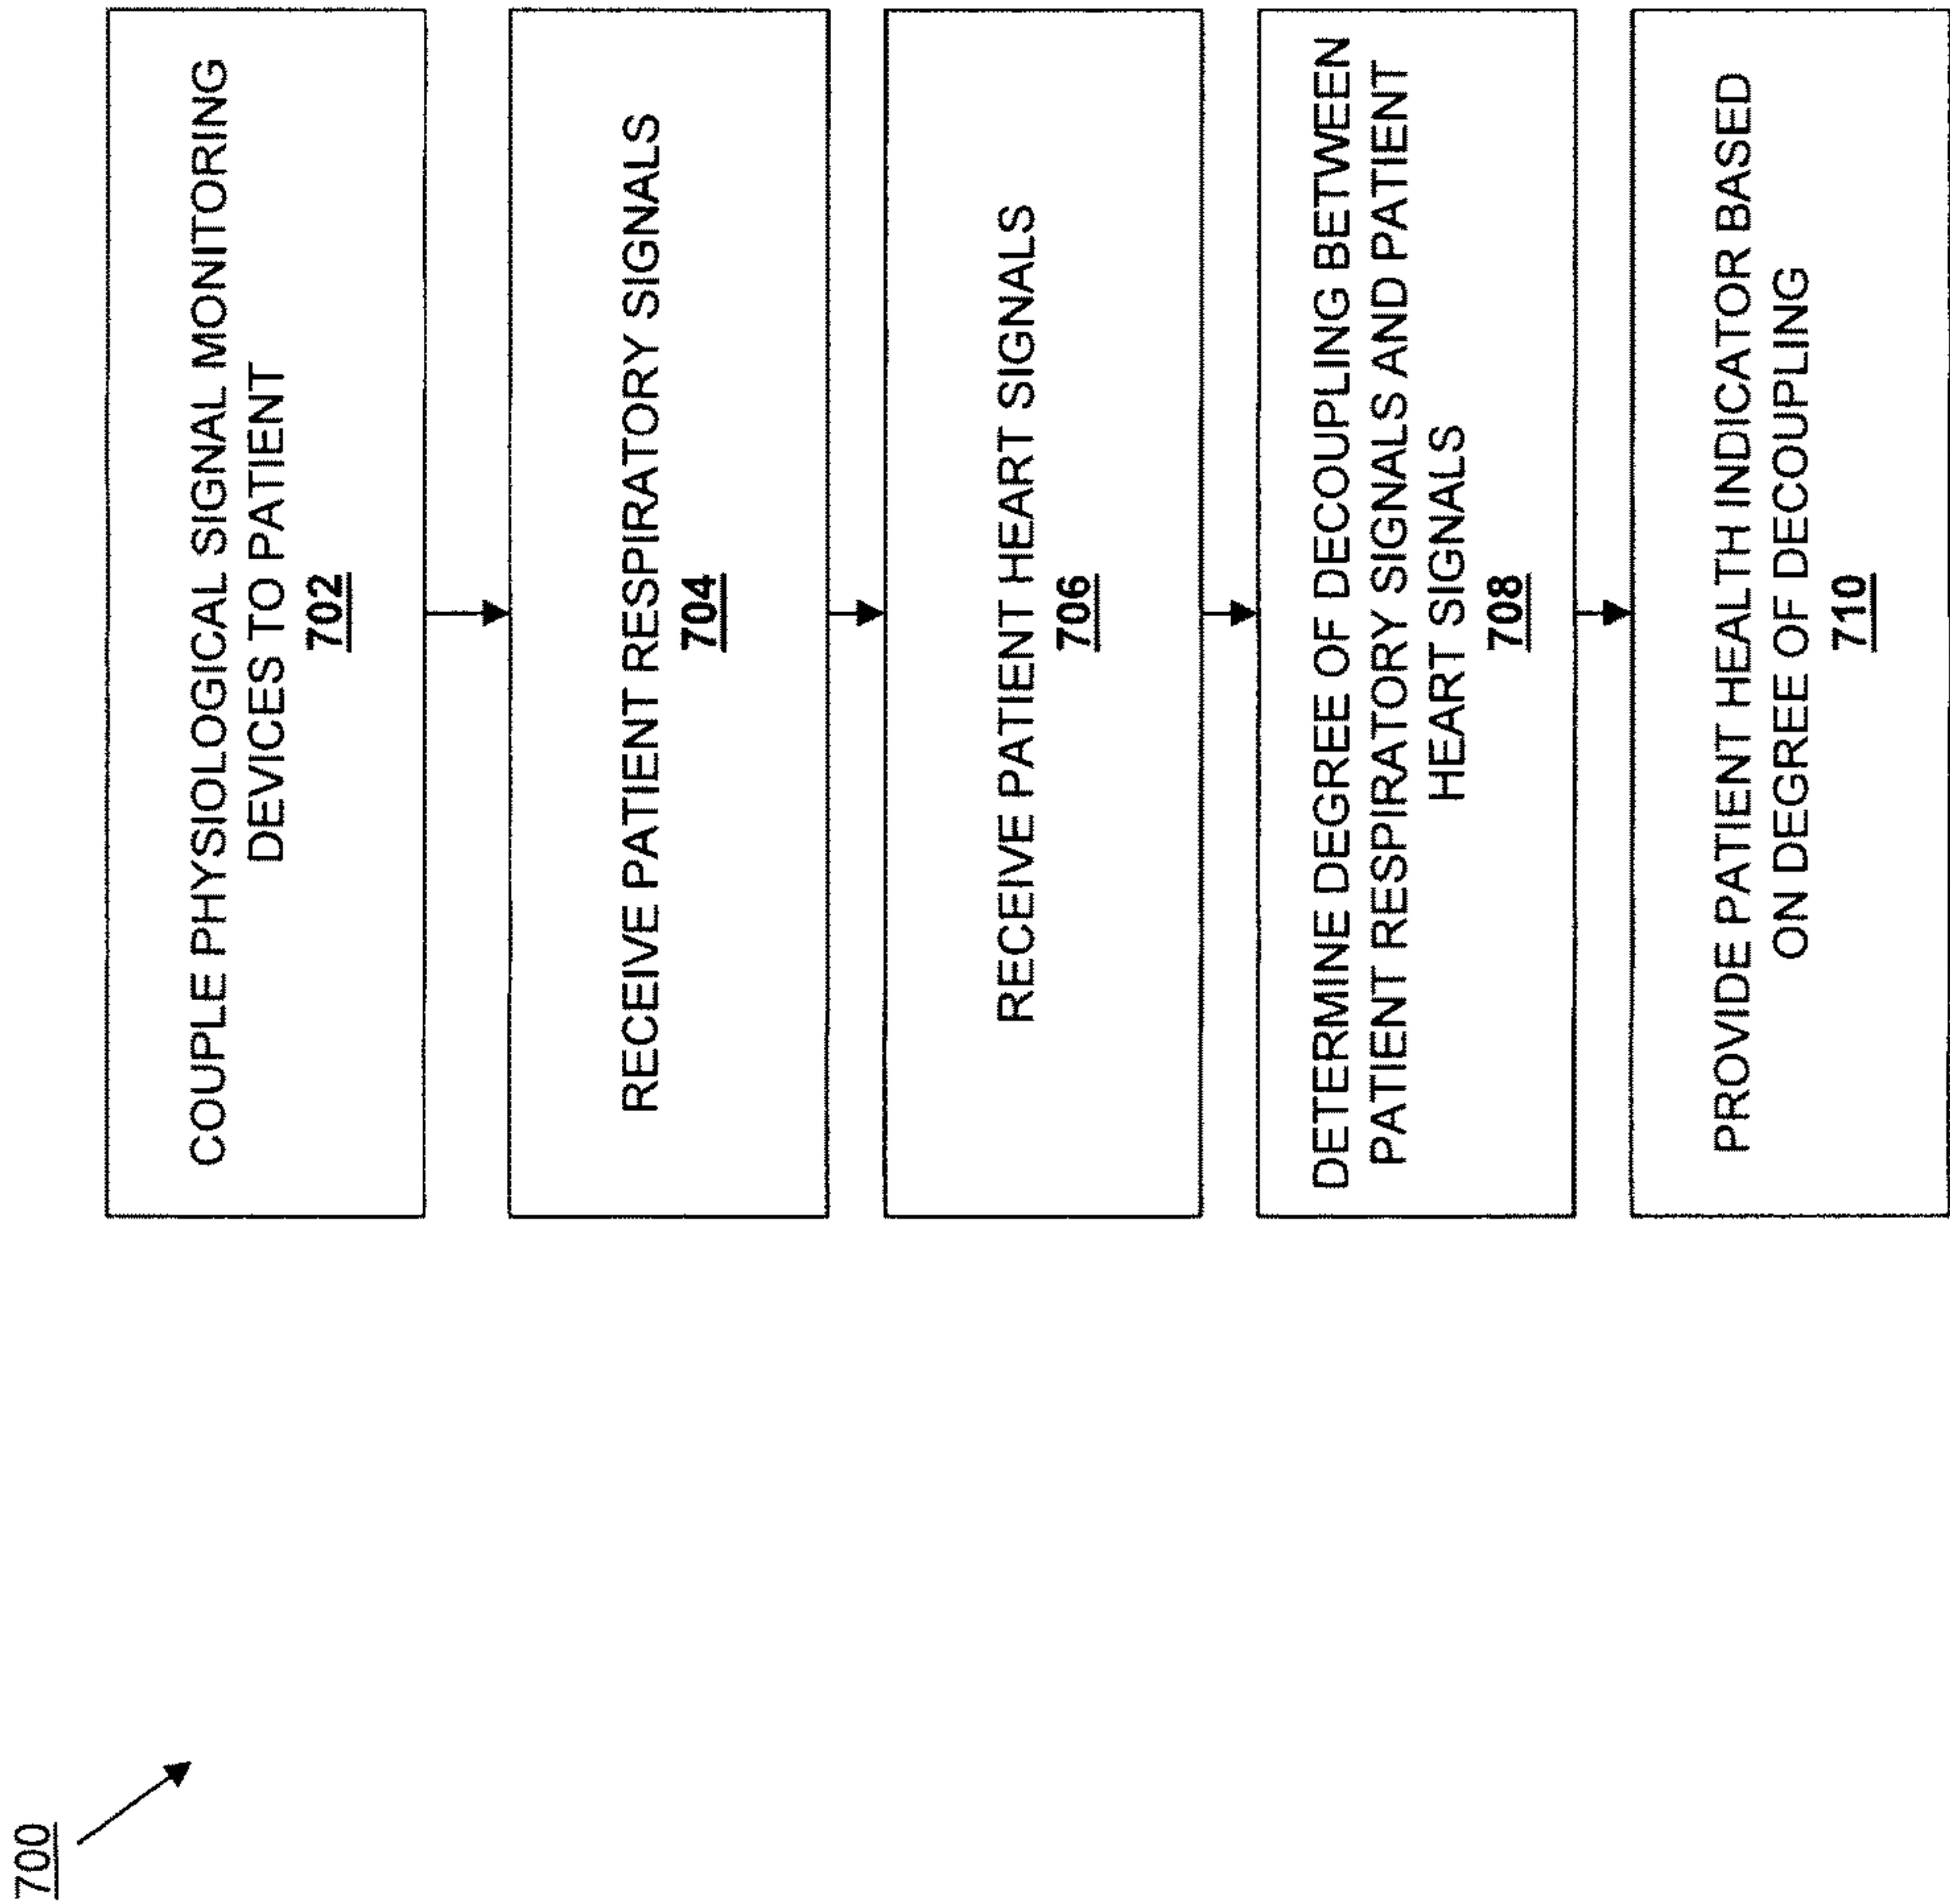 700
COUPLE PHYSIOLOGICAL SIGNAL MONITORING
DEVICES TO PATIENT
702
RECEIVE PATIENT RESPIRATORY SIGNALS
704
RECEIVE PATIENT HEART SIGNALS
706
DETERMINE DEGREE OF DECOUPLING BETWEEN
PATIENT RESPIRATORY SIGNALS AND PATIENT
HEART SIGNALS
708
PROVIDE PATIENT HEALTH INDICATOR BASED
ON DEGREE OF DECOUPLING
710